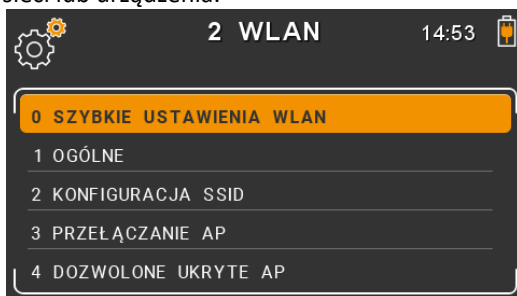 sieci lub urządzenia.
2 WLAN 14:53
0 SZYBKIE USTAWIENIA WLAN
1 OGÓLNE
2 KONFIGURACJA SSID
3 PRZEŁĄCZANIE AP
4 DOZWOLONE UKRYTE AP